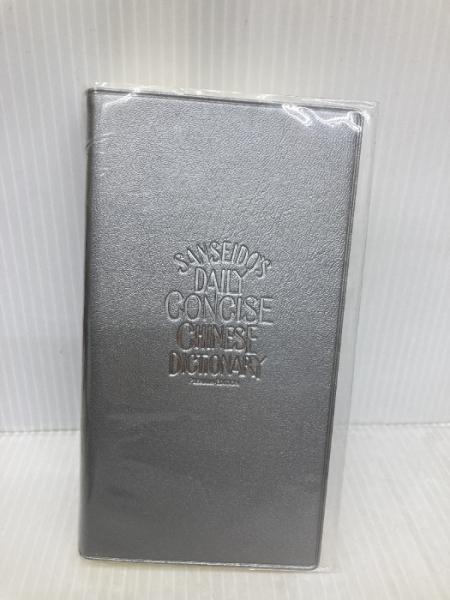 SANSEIDO'S
DAILY
CONCISE
CHINESE
DICTIONARY